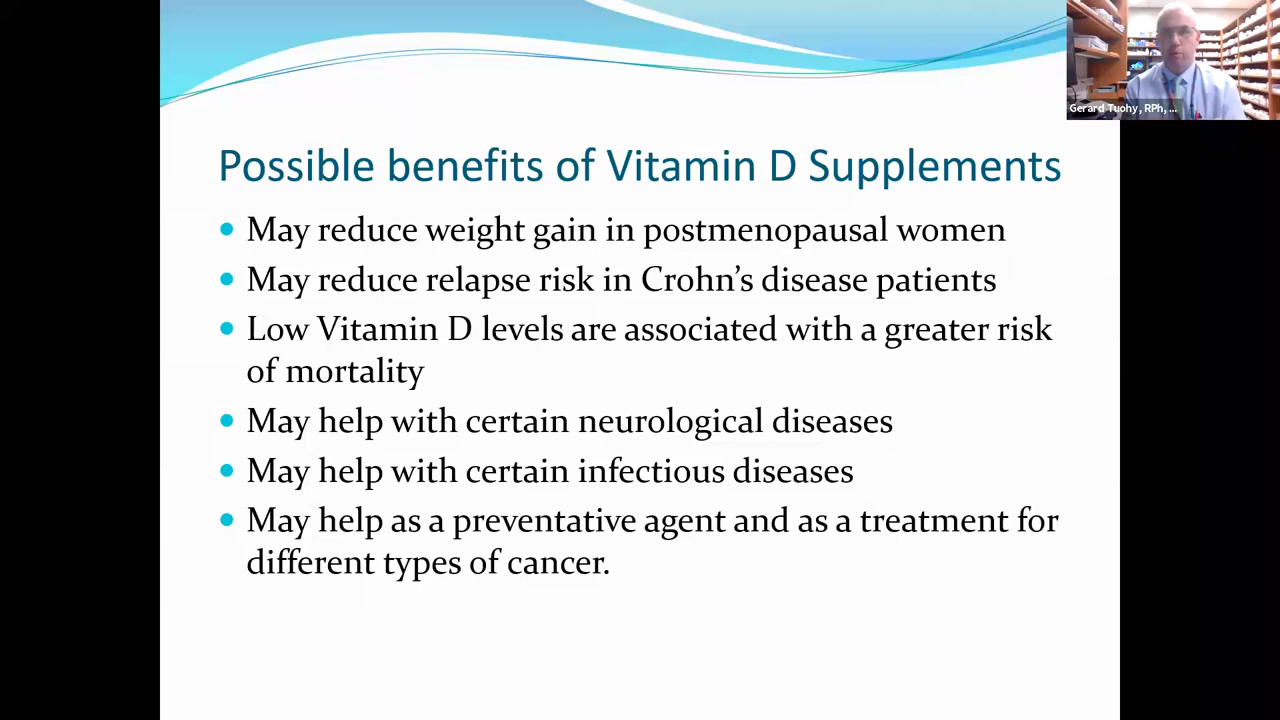 Gerard Tuohy, RPh, ...
Possible benefits of Vitamin D Supplements
• May reduce weight gain in postmenopausal women
• May reduce relapse risk in Crohn's disease patients
• Low Vitamin D levels are associated with a greater risk
of mortality
• May help with certain neurological diseases
• May help with certain infectious diseases
• May help as a preventative agent and as a treatment for
different types of cancer.